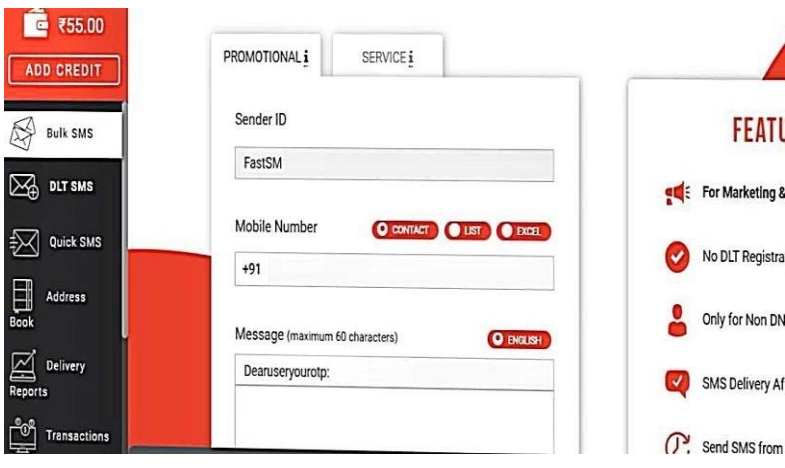 ₹55.00
ADD CREDIT
Bulk SMS
DLT SMS
Quick SMS
Address
Book
Delivery
Reports
Transactions
PROMOTIONAL i
SERVICE i
Sender ID
FastSM
Mobile Number
CONTACT
LIST
EXCEL
+91
Message (maximum 60 characters)
ENGLISH
Dearuseryourotp:
FEATU
For Marketing &
No DLT Registra
Only for Non DN
SMS Delivery Af
Send SMS from